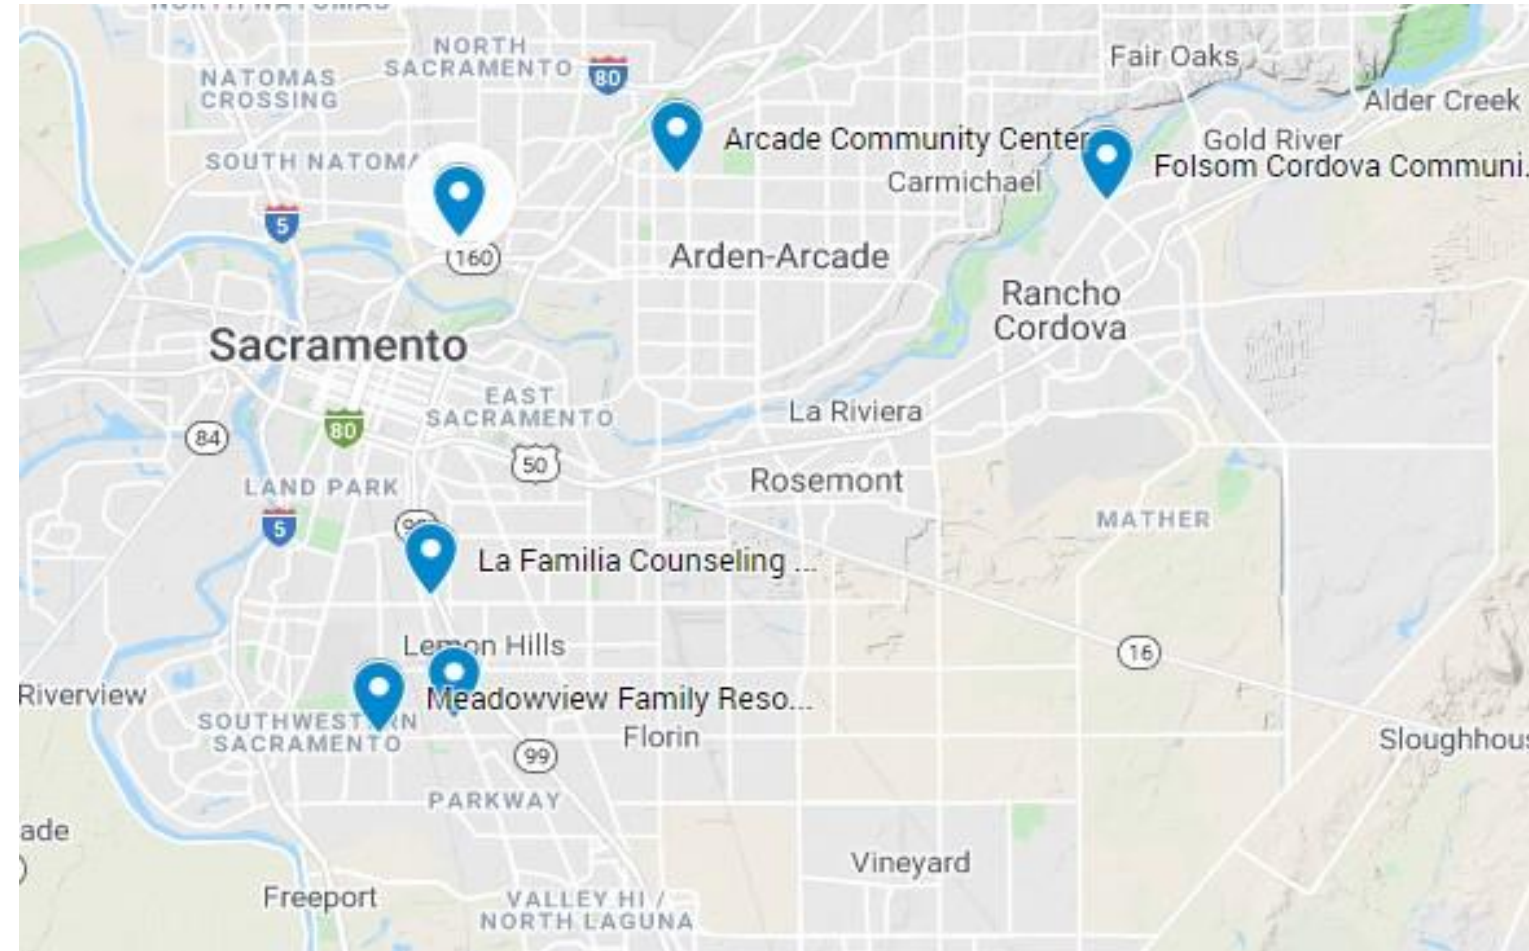 NORTH
SACRAMENTO
80
NATOMAS
CROSSING
Fair Oaks
Alder Creek
Arcade Community Center
Gold River
Folsom Cordova Communi...
SOUTH NATOMA
Carmichael
5
160
Arden-Arcade
Rancho
Cordova
Sacramento
EAST
SACRAMENTO
La Riviera
80
84
50
Rosemont
LAND PARK
5
MATHER
La Familia Counseling ...
Lemon Hills
16
Riverview
Meadowview Family Reso...
SOUTHWESTERN
SACRAMENTO
Florin
Sloughhous
99
PARKWAY
ade
Vineyard
Freeport
VALLEY HI /
NORTH LAGUNA